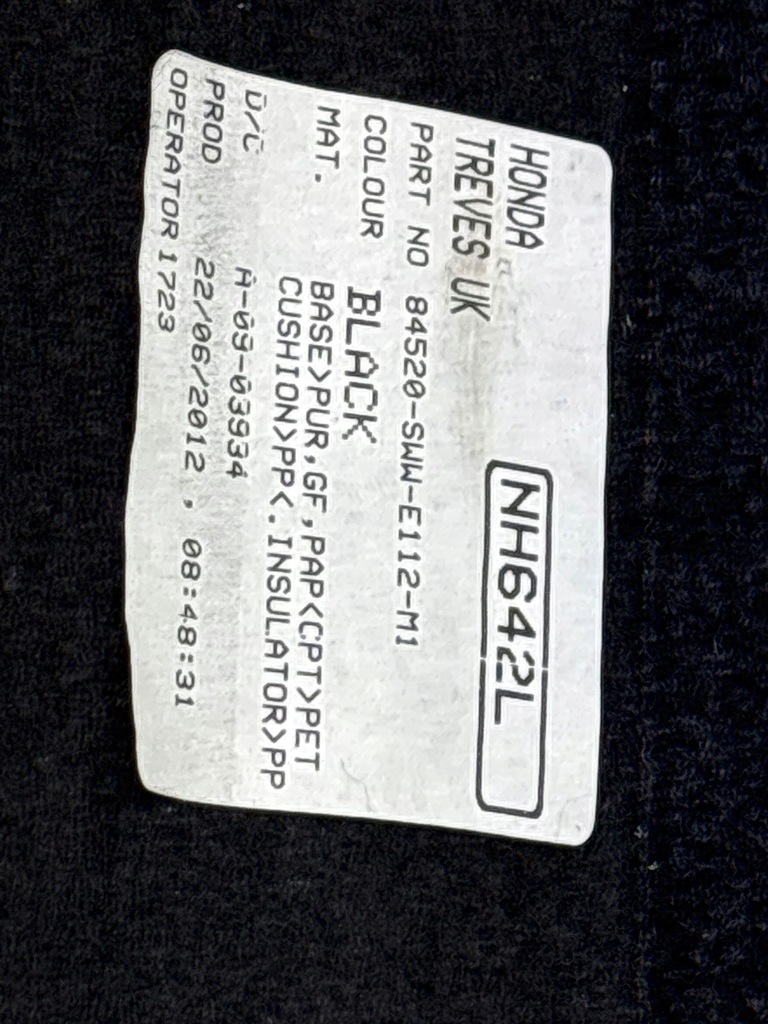 HONDA
NH642L
TREVES UK
PART NO 84520-SWW-E112-M1
COLOUR BLACK
MAT. BASE>PUR,GF,PAP<CPT>PET
CUSHION>PP<.INSULATOR>PP
D/C A-09-03934
PROD 22/06/2012 , 08:48:31
OPERATOR 1723